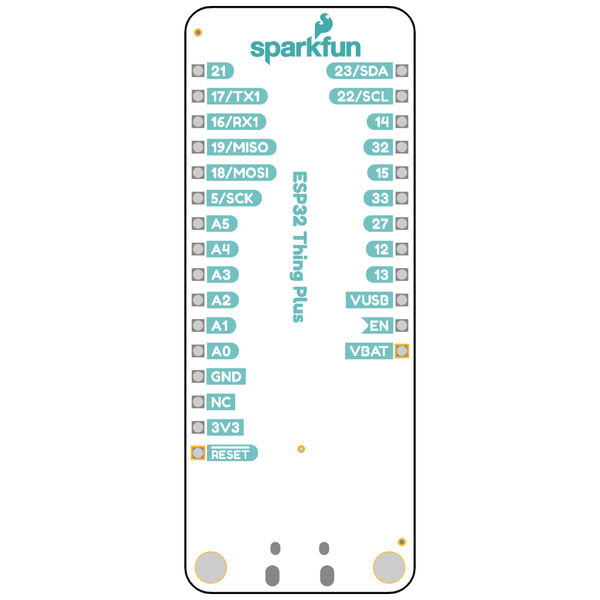 sparkfun
21
17/TX1
16/RX1
19/MISO
18/MOSI
5/SCK
A5
A4
A3
A2
A1
A0
GND
NC
3V3
RESET
ESP32 Thing Plus
23/SDA
22/SCL
14
32
15
33
27
12
13
VUSB
EN
VBAT